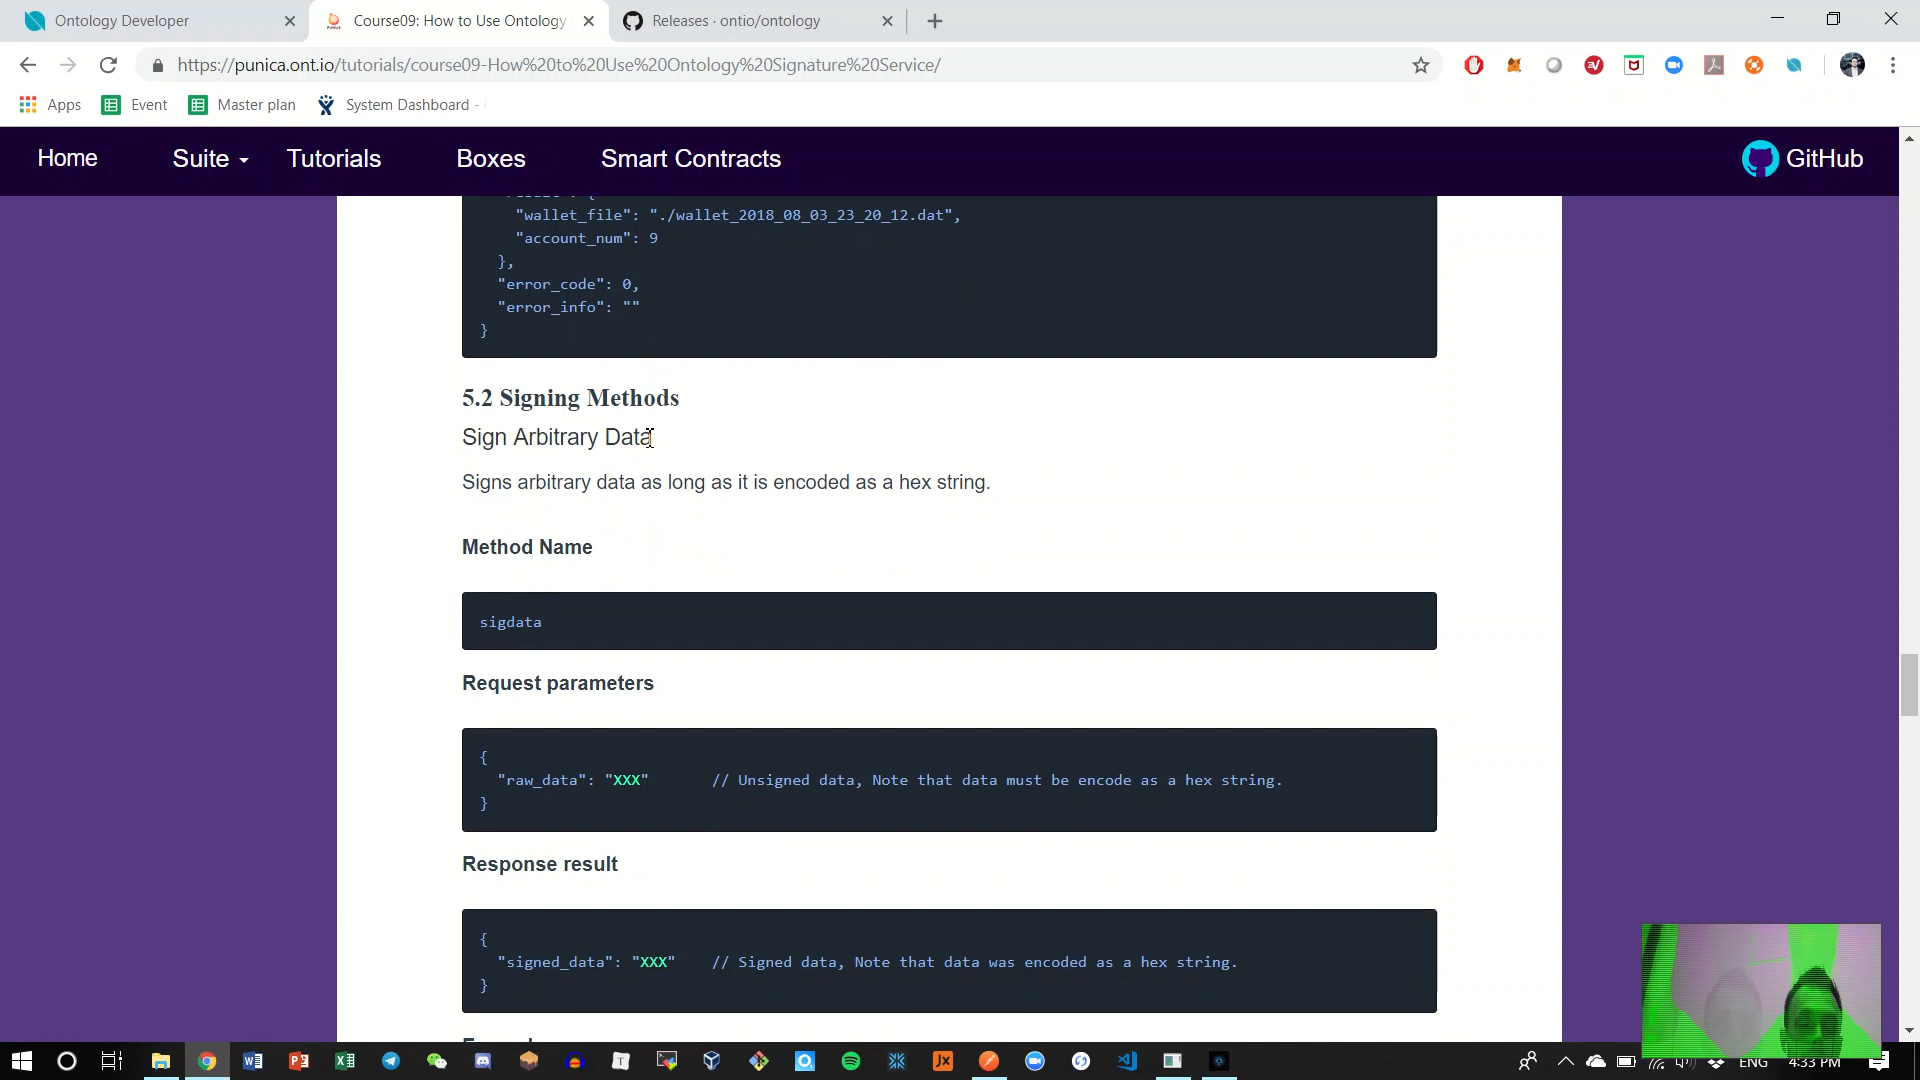 Ontology Developer
Course09: How to Use Ontology
Releases · ontio/ontology
https://punica.ont.io/tutorials/course09-How%20to%20Use%20Ontology%20Signature%20Service/
Apps
Event
Master plan
System Dashboard -
Home
Suite
Tutorials
Boxes
Smart Contracts
GitHub
"wallet_file": "./wallet_2018_08_03_23_20_12.dat",
"account_num": 9
},
"error_code": 0,
"error_info": ""
}
5.2 Signing Methods
Sign Arbitrary Data
Signs arbitrary data as long as it is encoded as a hex string.
Method Name
sigdata
Request parameters
{
"raw_data": "XXX" // Unsigned data, Note that data must be encode as a hex string.
}
Response result
{
"signed_data": "XXX" // Signed data, Note that data was encoded as a hex string.
}
ENG
4:33 PM